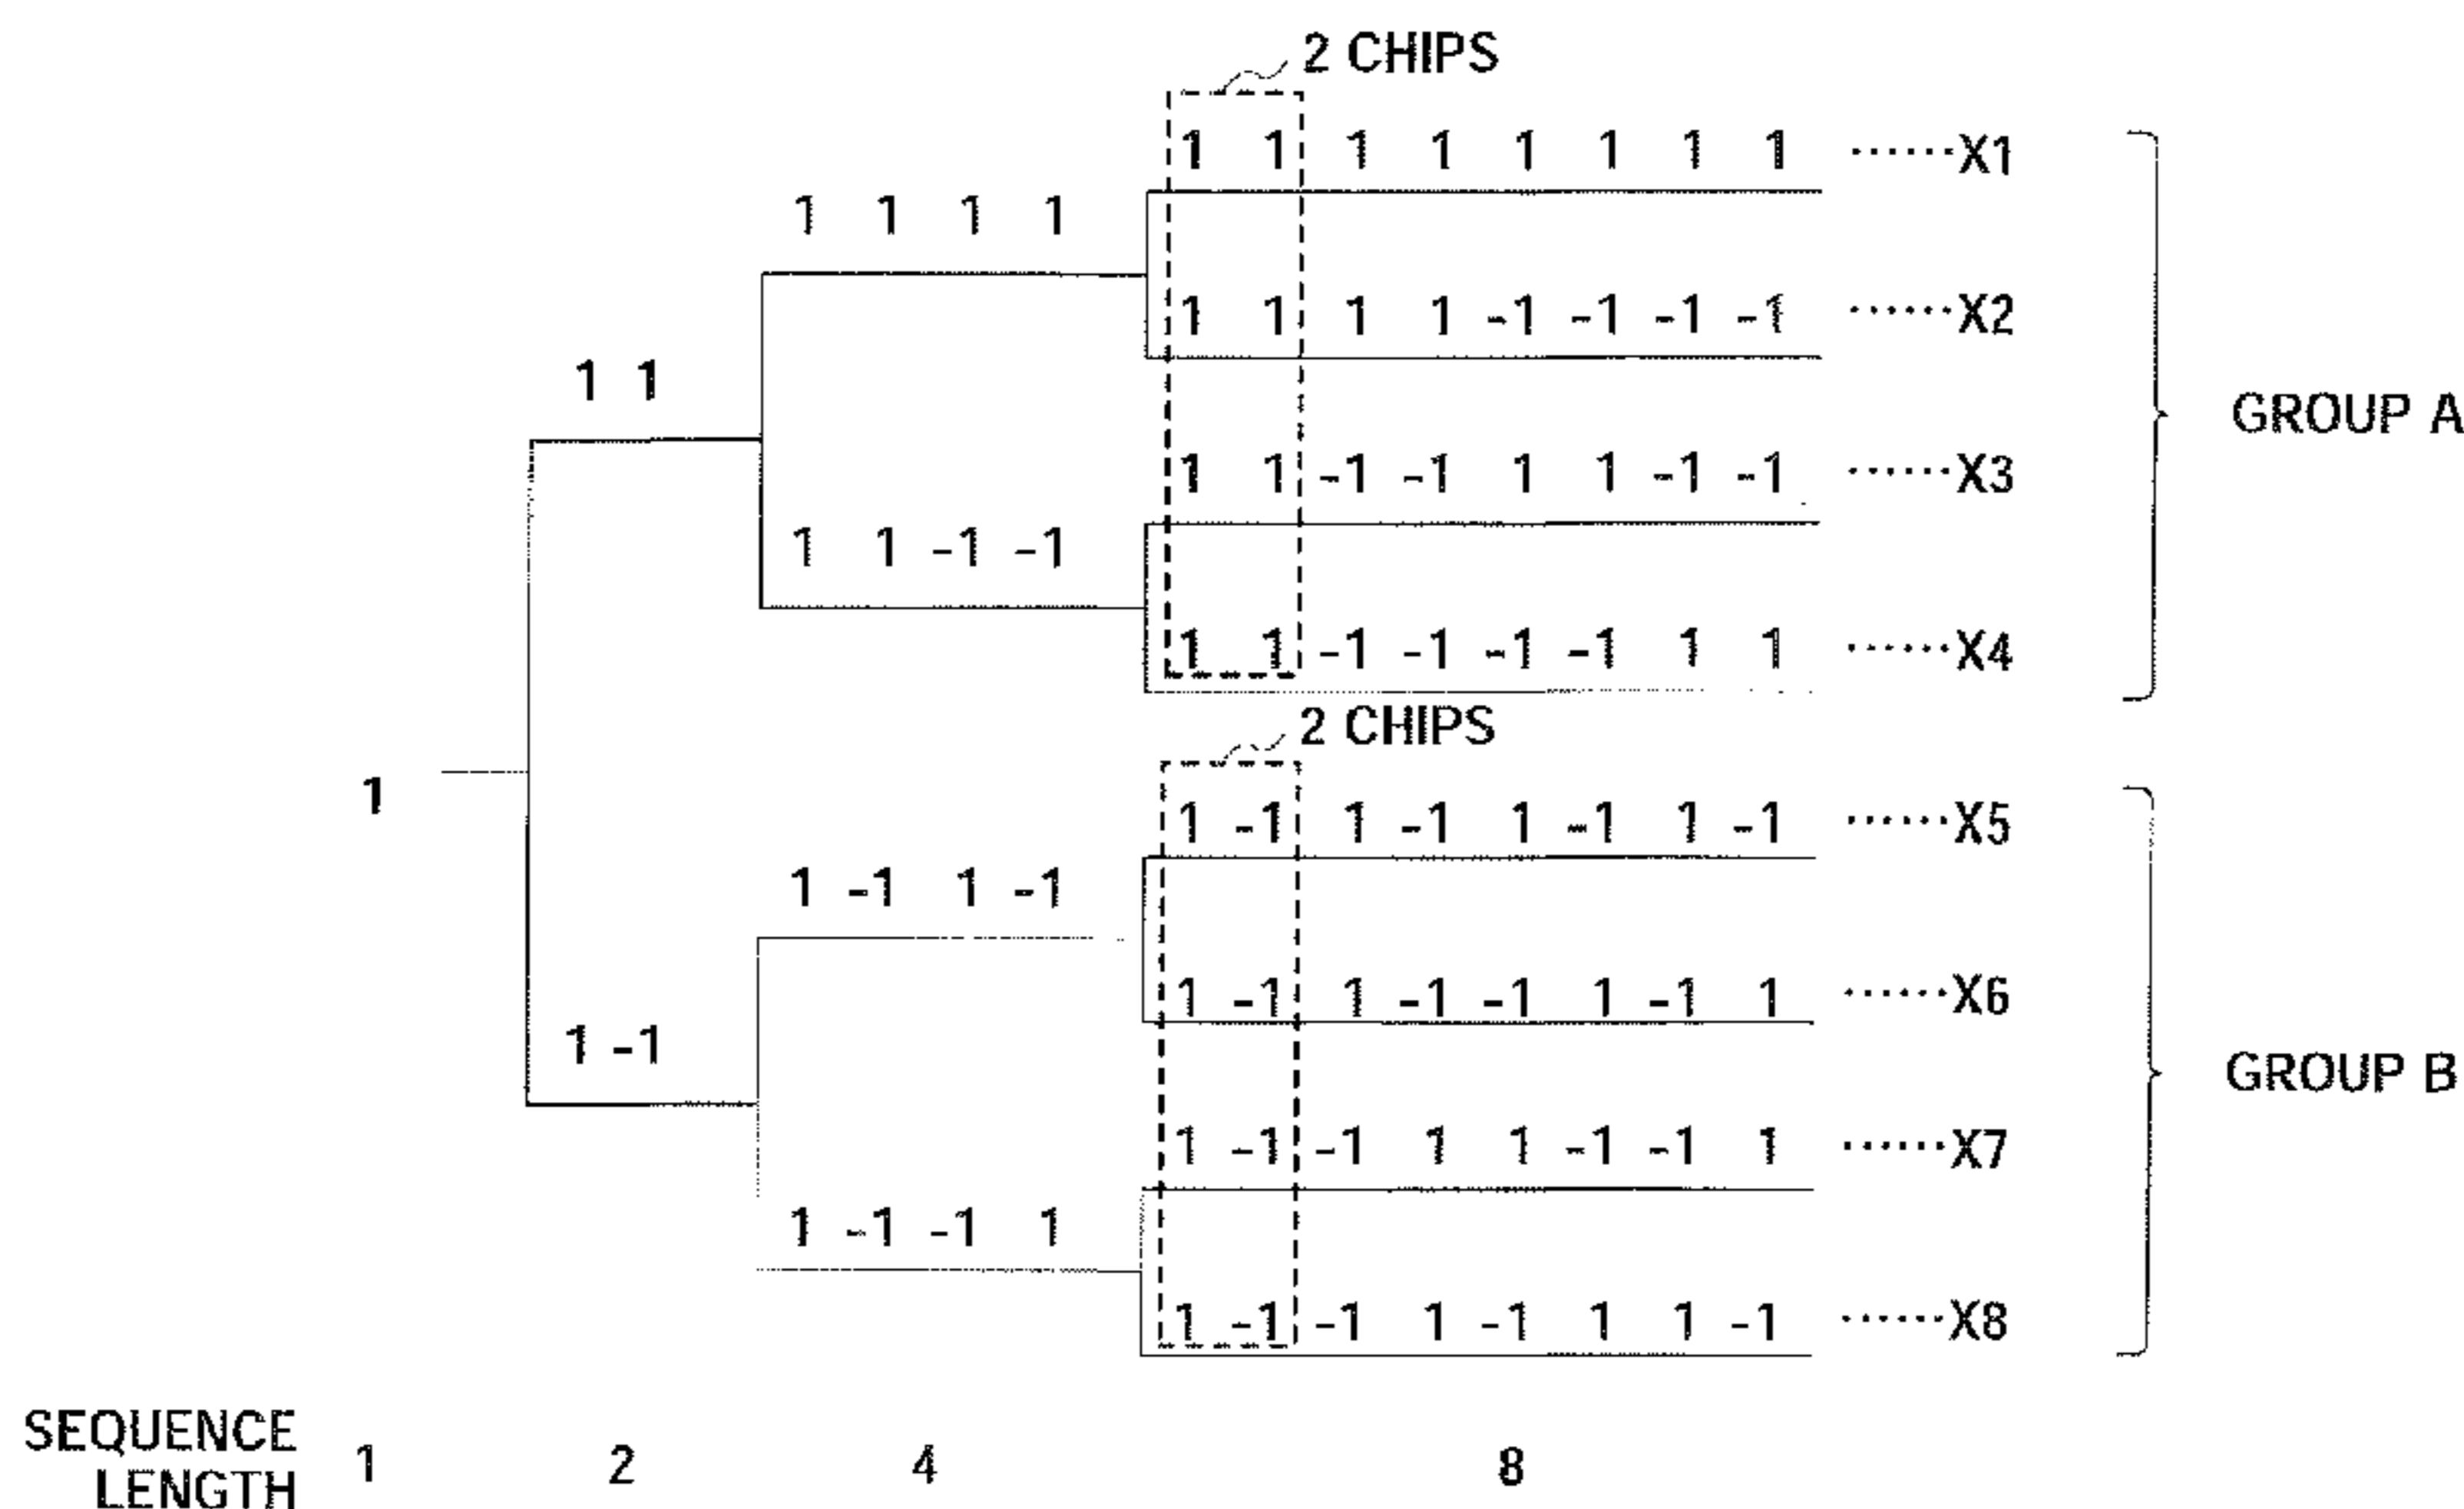 2 CHIPS
1 1 1 1 1 1 1 1 ······X1
1 1 1 1
1 1 1 1 -1 -1 -1 -1 ······X2
1 1
GROUP A
1 1 -1 -1 1 1 -1 -1 ······X3
1 1 -1 -1
1 1 -1 -1 -1 -1 1 1 ······X4
2 CHIPS
1
1 -1 1 -1 1 -1 1 -1 ······X5
1 -1 1 -1
1 -1 1 -1 -1 1 -1 1 ······X6
1 -1
GROUP B
1 -1 -1 1 1 -1 -1 1 ······X7
1 -1 -1 1
1 -1 -1 1 -1 1 1 -1 ······X8
SEQUENCE
LENGTH 1 2 4 8